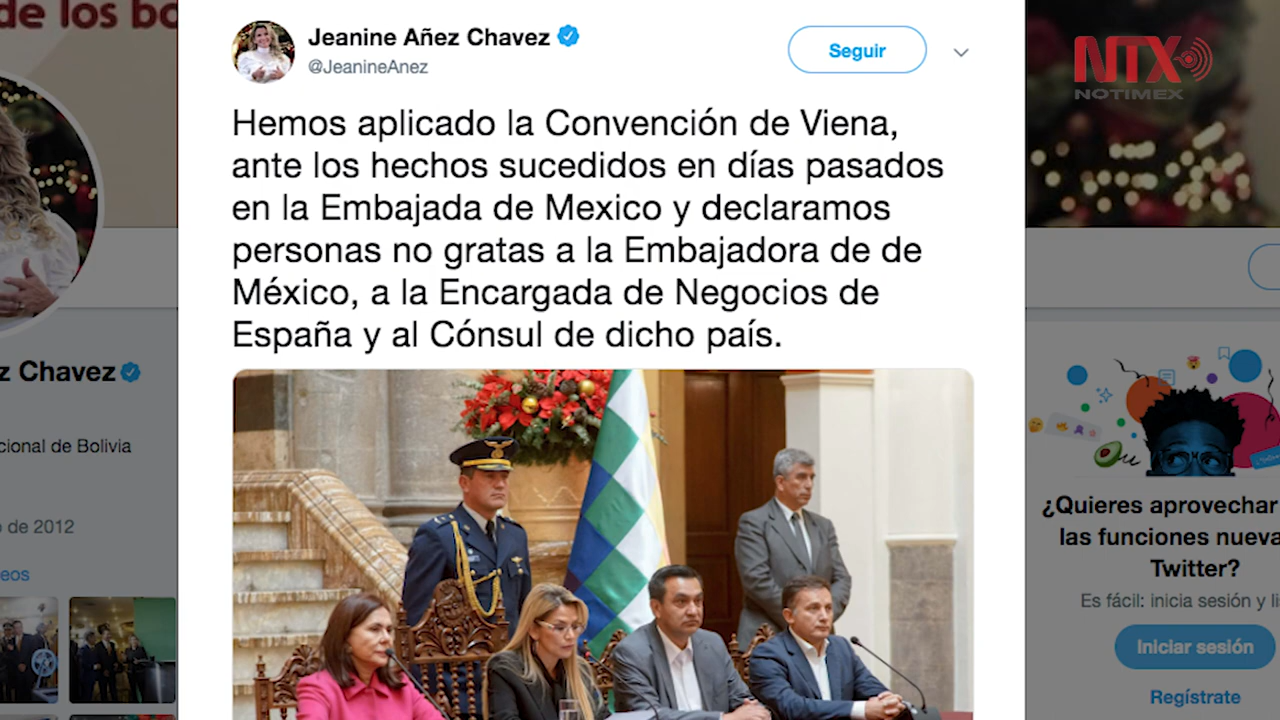 de los bo
NTX
NOTIMEX
Jeanine Añez Chavez
@JeanineAnez
Seguir
Hemos aplicado la Convención de Viena,
ante los hechos sucedidos en días pasados
en la Embajada de Mexico y declaramos
personas no gratas a la Embajadora de de
México, a la Encargada de Negocios de
España y al Cónsul de dicho país.
z Chavez
cional de Bolivia
o de 2012
eos
¿Quieres aprovechar
las funciones nueva
Twitter?
Es fácil: inicia sesión y li
Iniciar sesión
Regístrate